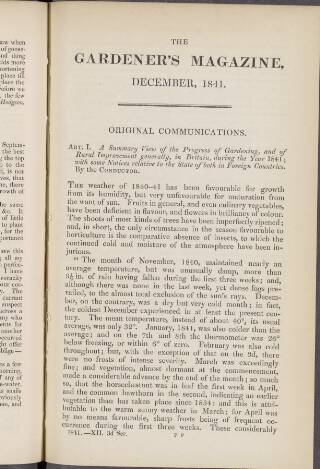 THE
GARDENER'S MAGAZINE,
DECEMBER, 1841.
ORIGINAL COMMUNICATIONS.
ART. I. A Summary View of the Progress of Gardening, and of
Rural Improvement generally, in Britain, during the Year 1841;
with some Notices relative to the State of both in Foreign Countries.
By the CONDUCTOR.
THE weather of 1840-41 has been favourable for growth
from its humidity, but very unfavourable for maturation from
the want of sun. Fruits in general, and even culinary vegetables,
have been deficient in flavour, and flowers in brilliancy of colour.
The shoots of most kinds of trees have been imperfectly ripened;
and, in short, the only circumstance in the season favourable to
horticulture is the comparative absence of insects, to which the
continued cold and moisture of the atmosphere have been in-
jurious.
"The month of November, 1840, maintained nearly an
average temperature, but was unusually damp, more than
in. of rain having fallen during the first three weeks; and,
although there was none in the last week, yet dense fogs pre-
vailed, to the almost total exclusion of the sun's rays. Decem-
ber, on the contrary, was a dry but very cold month; in fact,
the coldest December experienced in at least the present cen-
tury. The mean temperature, instead of about 40°, its usual
average, was only 32°. January, 1841, was also colder than the
average; and on the 7th and 8th the thermometer was 26°
below freezing, or within 6° of zero. February was also cold
throughout; but, with the exception of that on the 9d, there
were no frosts of intense severity. March was exceedingly
fine; and vegetation, almost dormant at the commencement,
made a considerable advance by the end of the month; so much
so, that the horsechestnut was in leaf the first week in April,
and the common hawthorn in the second, indicating an earlier
vegetation than has taken place since 1834: and this is attri-
butable to the warm sunny weather in March; for April was
by no means favourable, sharp frosts being of frequent oc-
currence during the first three weeks. These considerably
1841.—XII. 3d Ser.